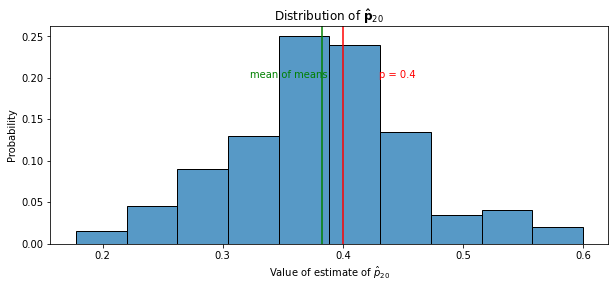 Distribution of p̂₂₀
0.25
0.20
0.15
0.10
0.05
0.00
Probability
mean of means
p = 0.4
0.2 0.3 0.4 0.5 0.6
Value of estimate of p̂₂₀